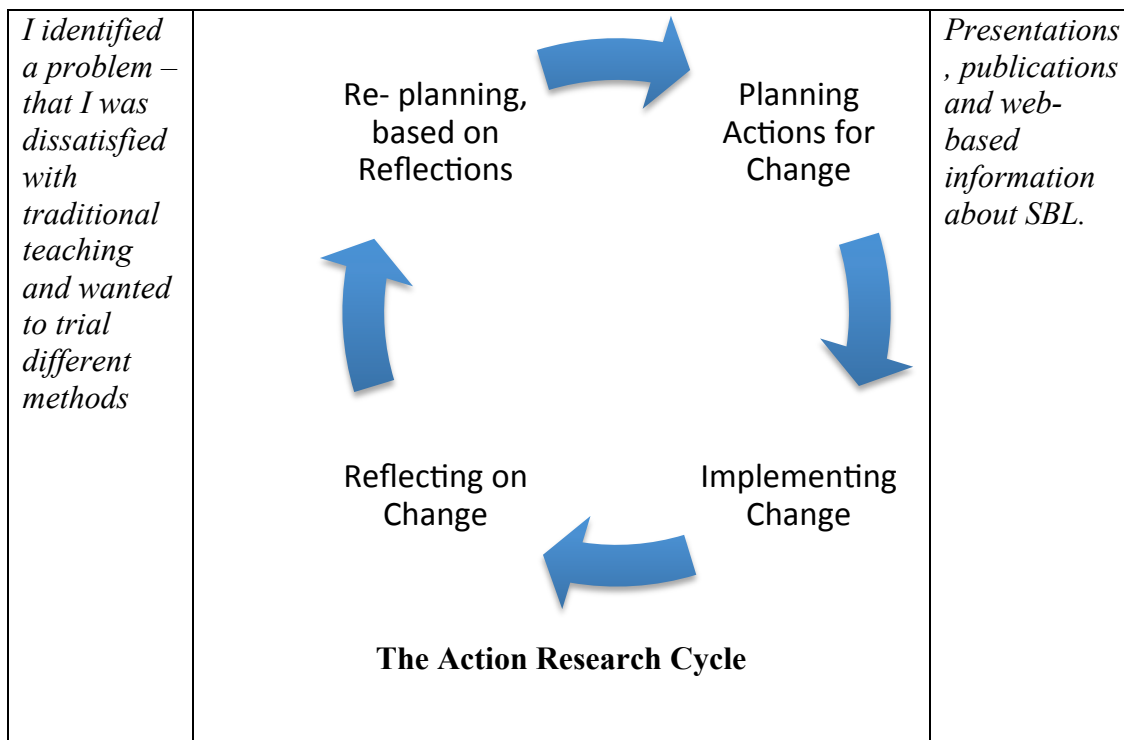 I identified
a problem –
that I was
dissatisfied
with
traditional
teaching
and wanted
to trial
different
methods
Re- planning,
based on
Reflections
Planning
Actions for
Change
Reflecting on
Change
Implementing
Change
The Action Research Cycle
Presentations
, publications
and web-
based
information
about SBL.